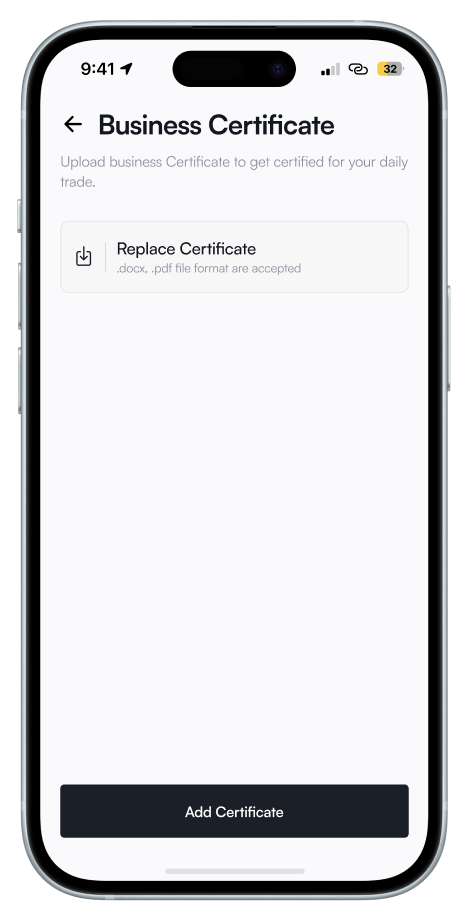 9:41
32
Business Certificate
Upload business Certificate to get certified for your daily
trade.
Replace Certificate
.docx, .pdf file format are accepted
Add Certificate